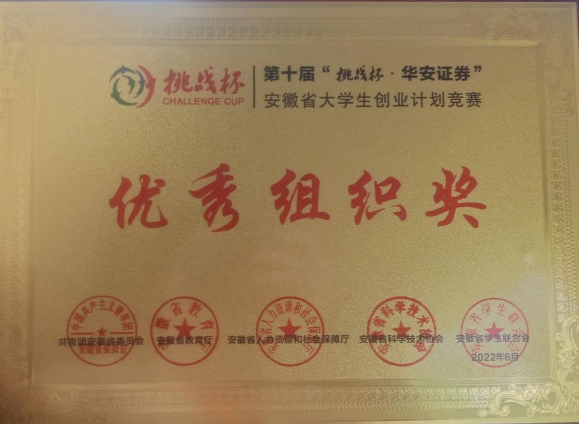 挑战杯
CHALLENGE CUP
第十届“挑战杯·华安证券”
安徽省大学生创业计划竞赛
优秀组织奖
共青团安徽省委员会 安徽省教育厅 安徽省人力资源和社会保障厅 安徽省科学技术协会 安徽省学生联合会
2022年6月